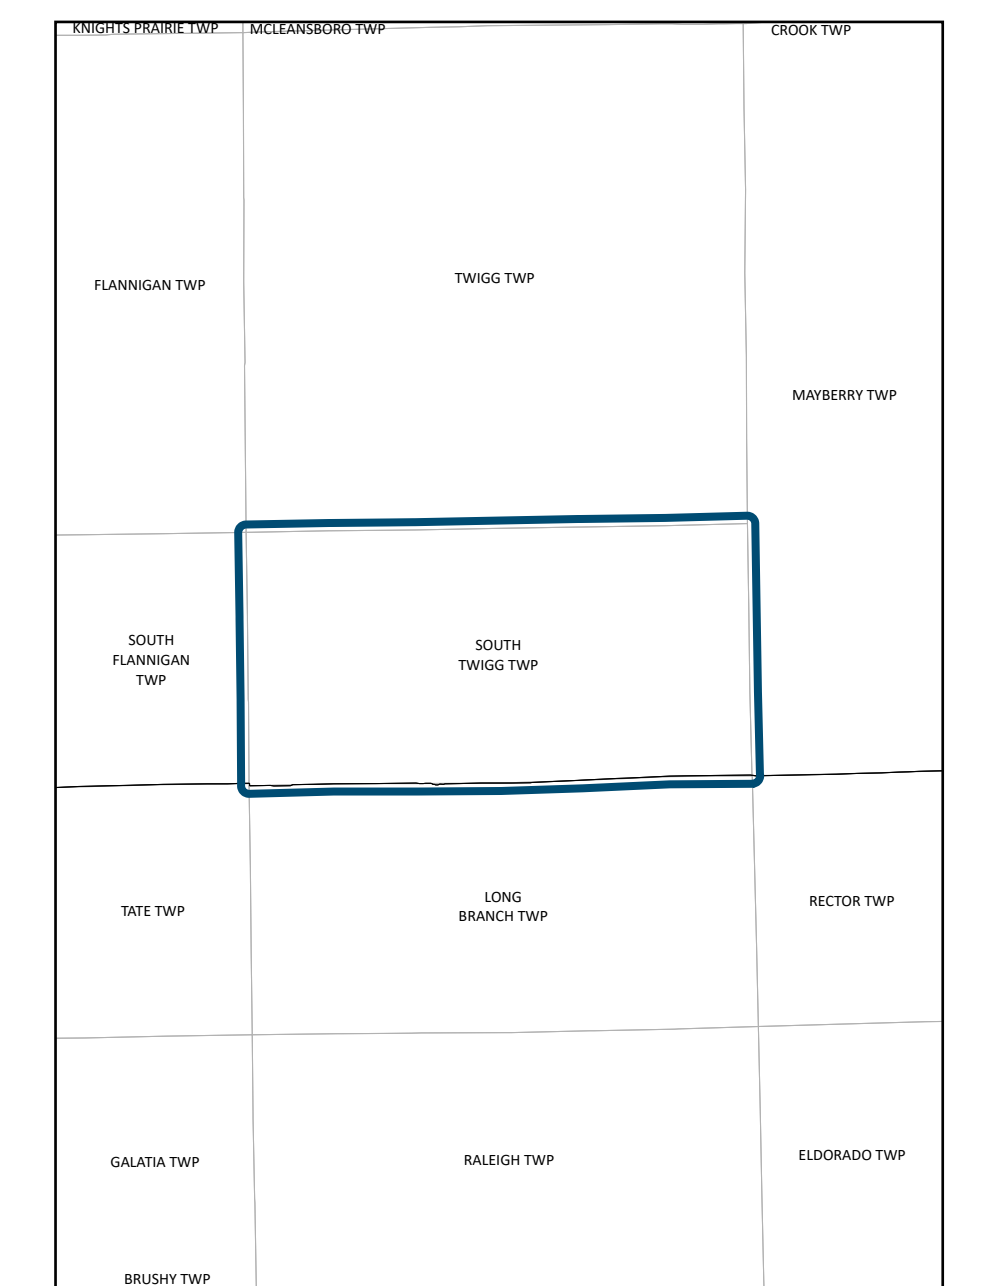 KNIGHTS PRAIRIE TWP
MCLEANSBORO TWP
CROOK TWP
FLANNIGAN TWP
TWIGG TWP
MAYBERRY TWP
SOUTH
FLANNIGAN
TWP
SOUTH
TWIGG TWP
TATE TWP
LONG
BRANCH TWP
RECTOR TWP
GALATIA TWP
RALEIGH TWP
ELDORADO TWP
BRUSHY TWP